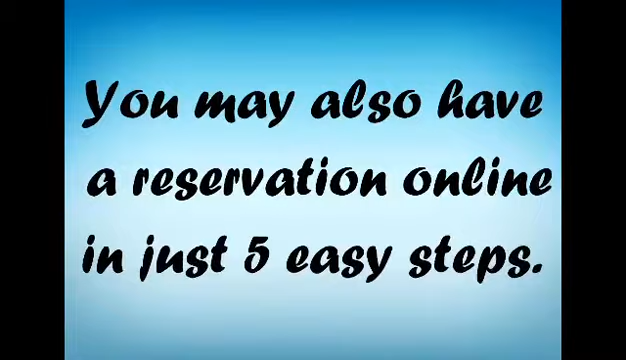 You may also have
a reservation online
in just 5 easy steps.